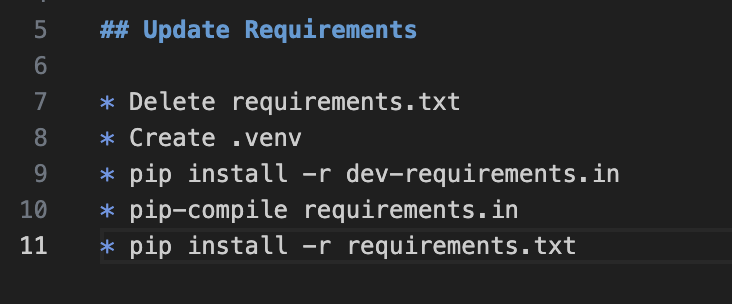 5 ## Update Requirements
6
7 * Delete requirements.txt
8 * Create .venv
9 * pip install -r dev-requirements.in
10 * pip-compile requirements.in
11 * pip install -r requirements.txt